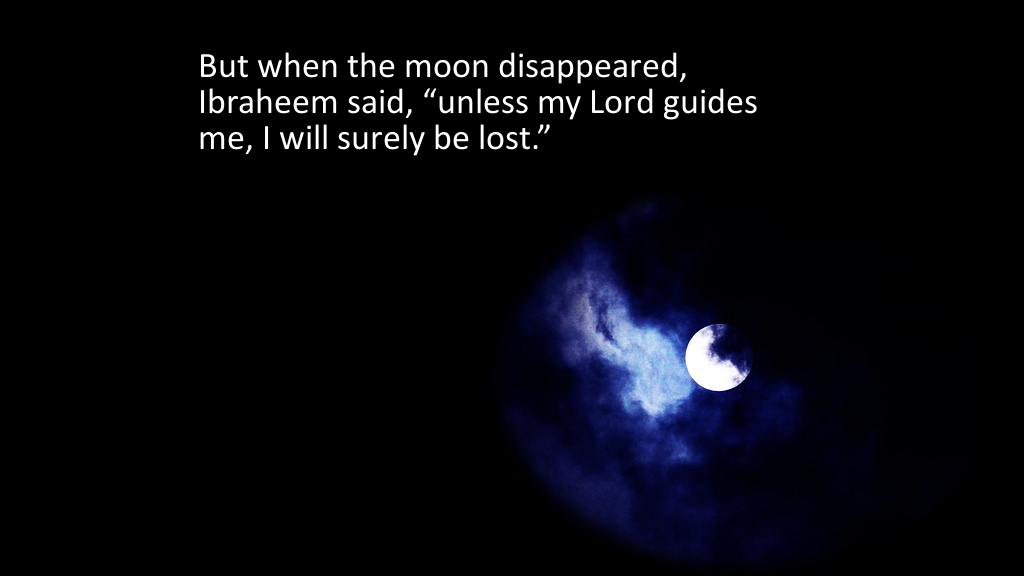 But when the moon disappeared,
Ibraheem said, “unless my Lord guides
me, I will surely be lost.”